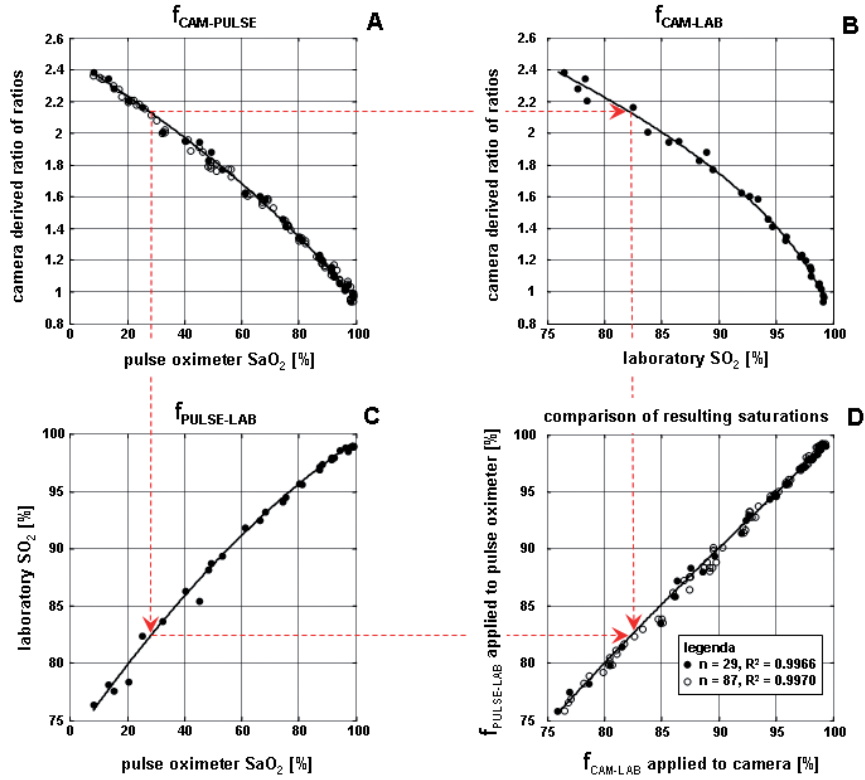 f CAM-PULSE
A
camera derived ratio of ratios
2.6
2.4
2.2
2
1.8
1.6
1.4
1.2
1
0.8
0 20 40 60 80 100
pulse oximeter SaO2 [%]
f CAM-LAB
B
camera derived ratio of ratios
2.6
2.4
2.2
2
1.8
1.6
1.4
1.2
1
0.8
75 80 85 90 95 100
laboratory SO2 [%]
f PULSE-LAB
C
laboratory SO2 [%]
100
95
90
85
80
75
0 20 40 60 80 100
pulse oximeter SaO2 [%]
comparison of resulting saturations
D
f PULSE-LAB applied to pulse oximeter [%]
100
95
90
85
80
75
legenda
n = 29, R² = 0.9966
n = 87, R² = 0.9970
75 80 85 90 95 100
f CAM-LAB applied to camera [%]